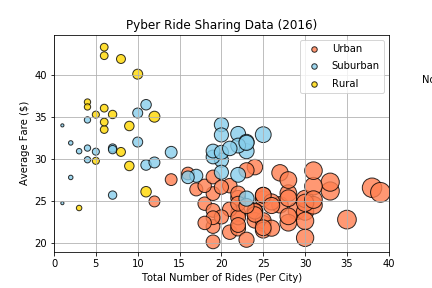 Pyber Ride Sharing Data (2016)
Urban
Suburban
Rural
No
Average Fare ($)
40
35
30
25
20
0 5 10 15 20 25 30 35 40
Total Number of Rides (Per City)